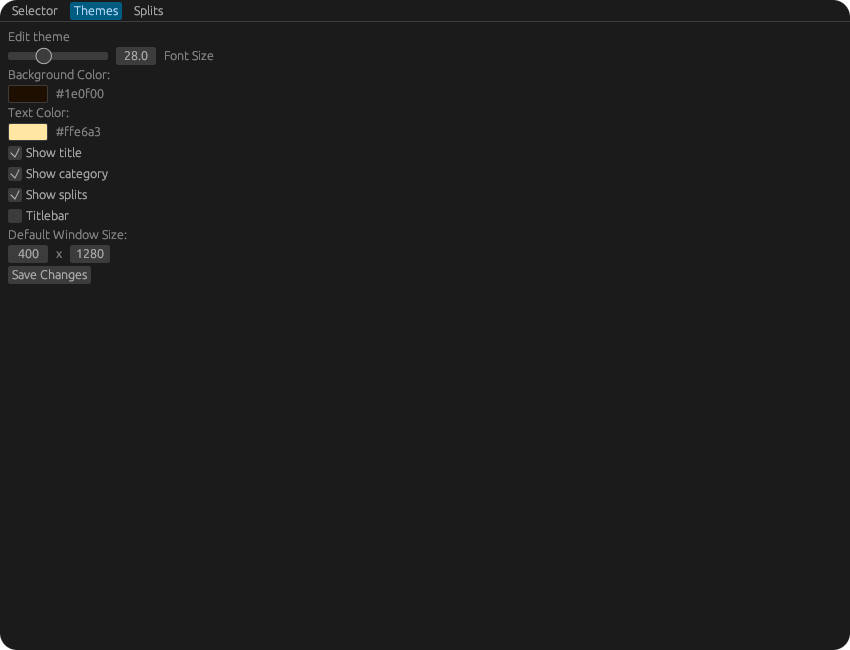 Selector Themes Splits
Edit theme
28.0 Font Size
Background Color:
#1e0f00
Text Color:
#ffe6a3
Show title
Show category
Show splits
Titlebar
Default Window Size:
400 x 1280
Save Changes